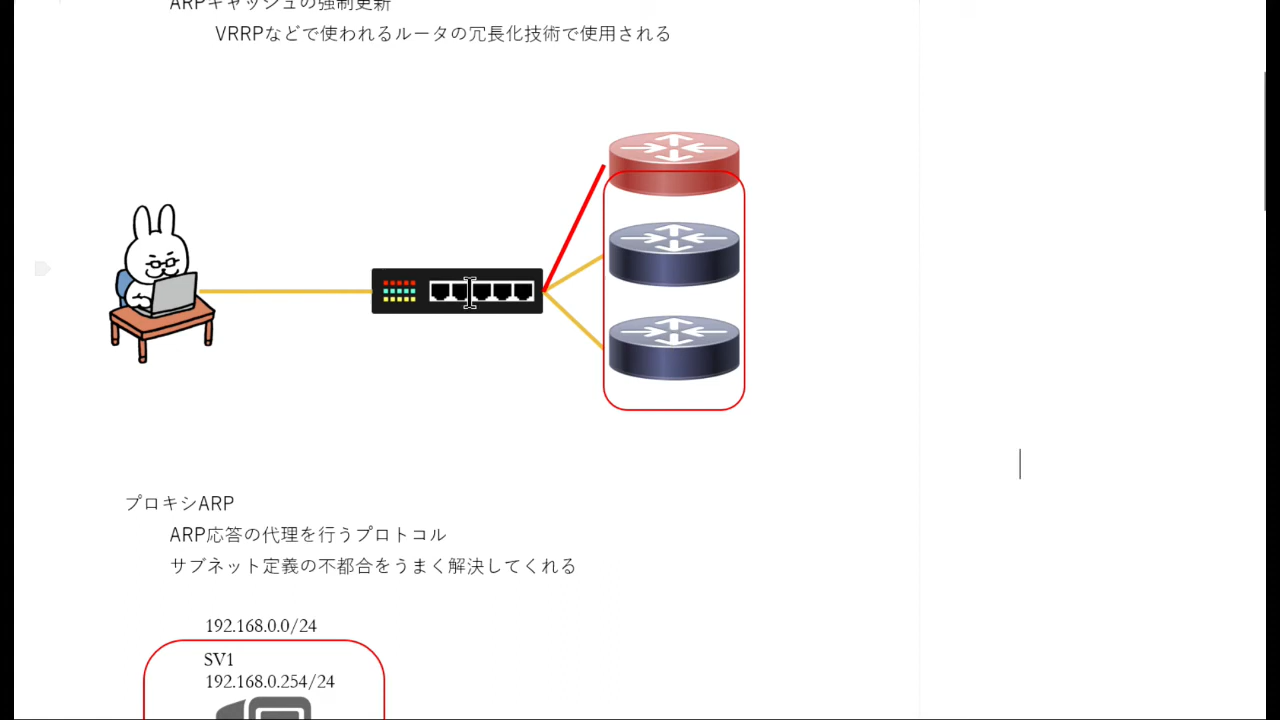 ARPキャッシュの強制更新
VRRPなどで使われるルータの冗長化技術で使用される
プロキシARP
ARP応答の代理を行うプロトコル
サブネット定義の不都合をうまく解決してくれる
192.168.0.0/24
SV1
192.168.0.254/24